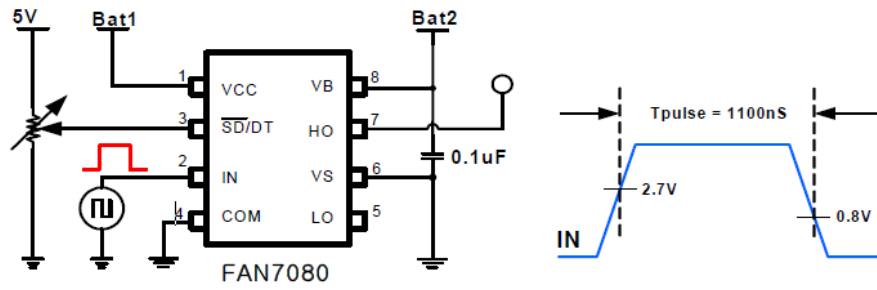 5V
Bat1
Bat2
1
VCC
VB
8
3
SD/DT
HO
7
0.1uF
2
IN
VS
6
4
COM
LO
5
FAN7080
Tpulse = 1100nS
2.7V
0.8V
IN